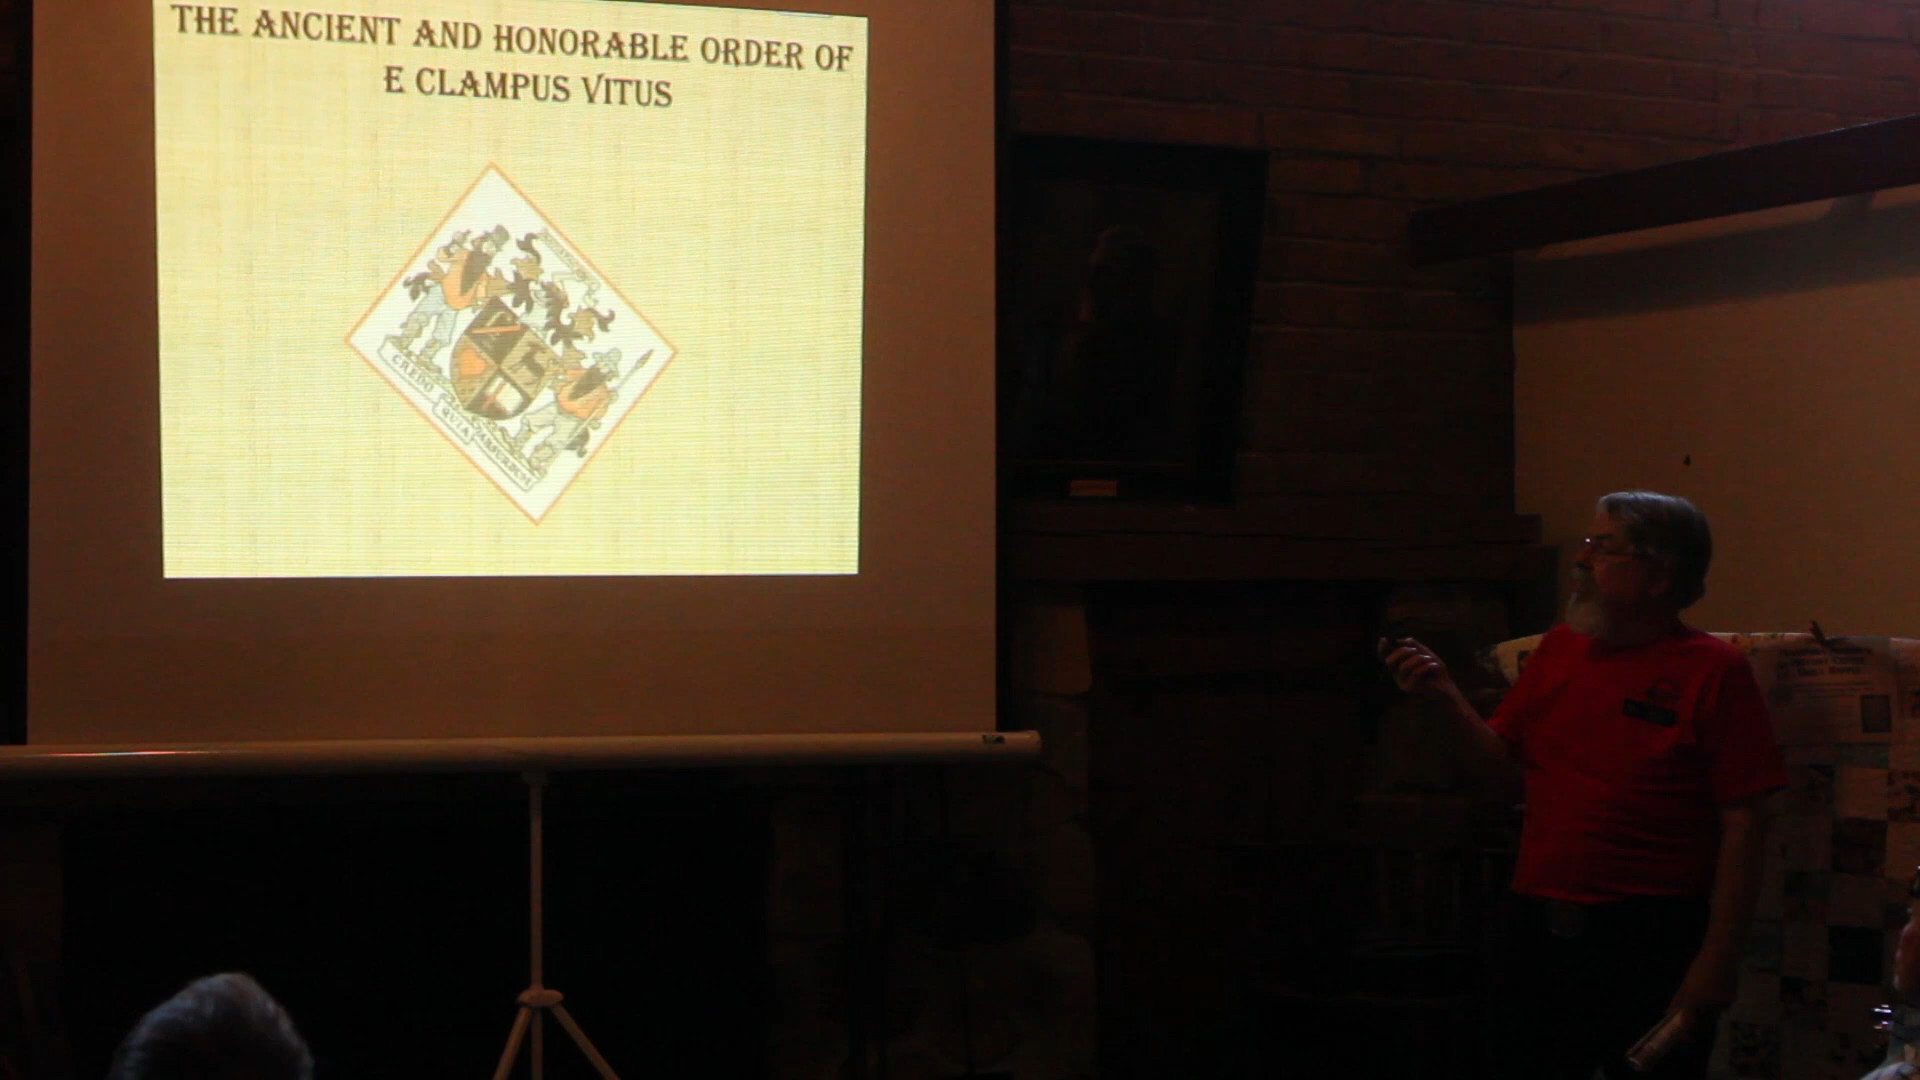 THE ANCIENT AND HONORABLE ORDER OF
E CLAMPUS VITUS
CREDO
QUIA
ABSURDUM